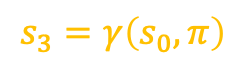 s₃ = γ(s₀, π)